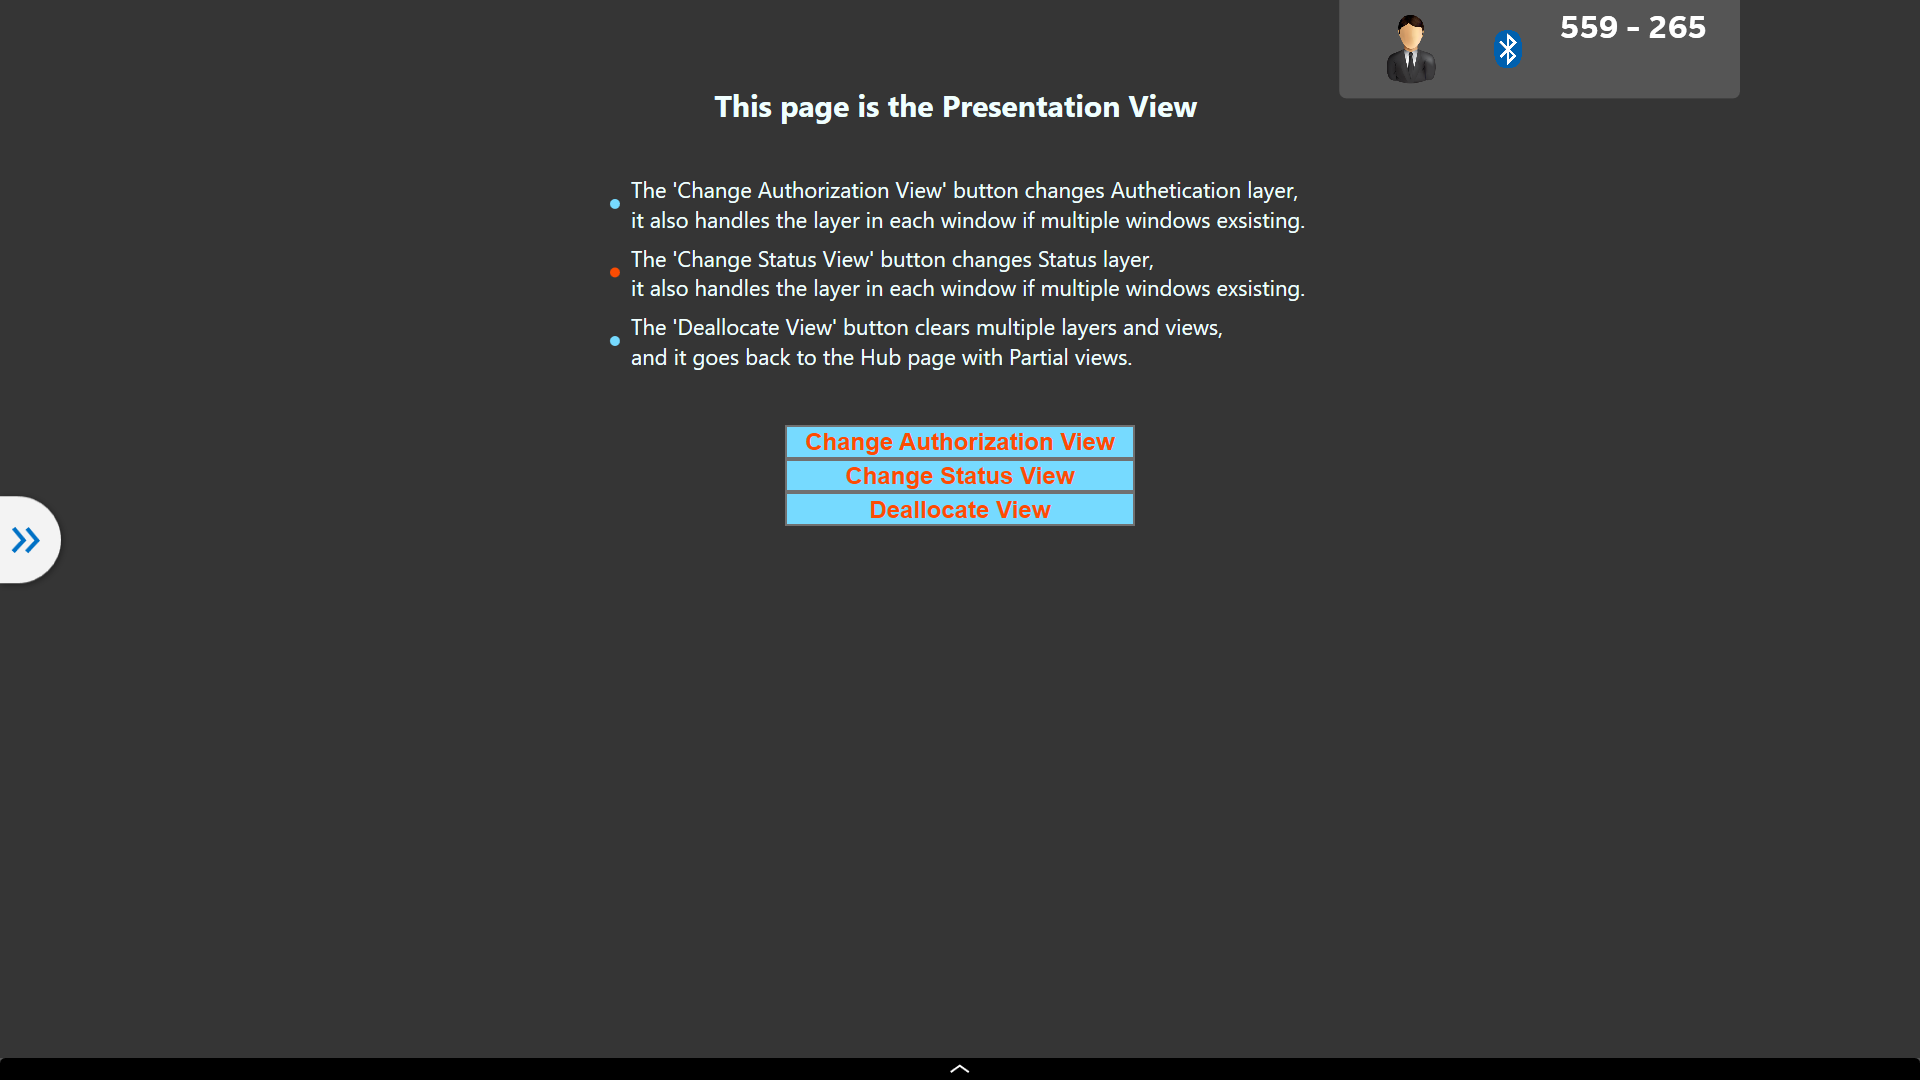 559 - 265
This page is the Presentation View
The 'Change Authorization View' button changes Authetication layer,
it also handles the layer in each window if multiple windows exsisting.
The 'Change Status View' button changes Status layer,
it also handles the layer in each window if multiple windows exsisting.
The 'Deallocate View' button clears multiple layers and views,
and it goes back to the Hub page with Partial views.
Change Authorization View
Change Status View
Deallocate View